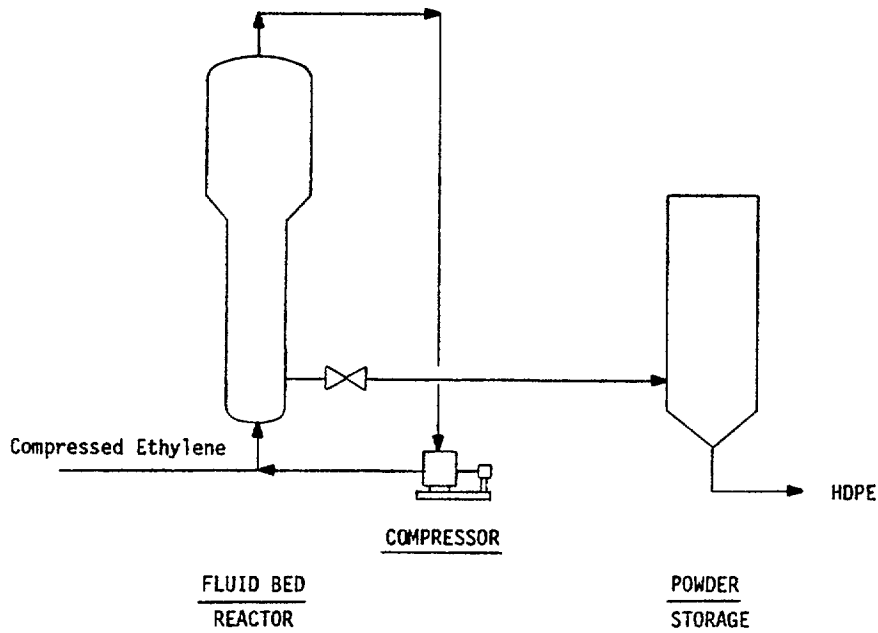 Compressed Ethylene
HDPE
COMPRESSOR
FLUID BED
REACTOR
POWDER
STORAGE